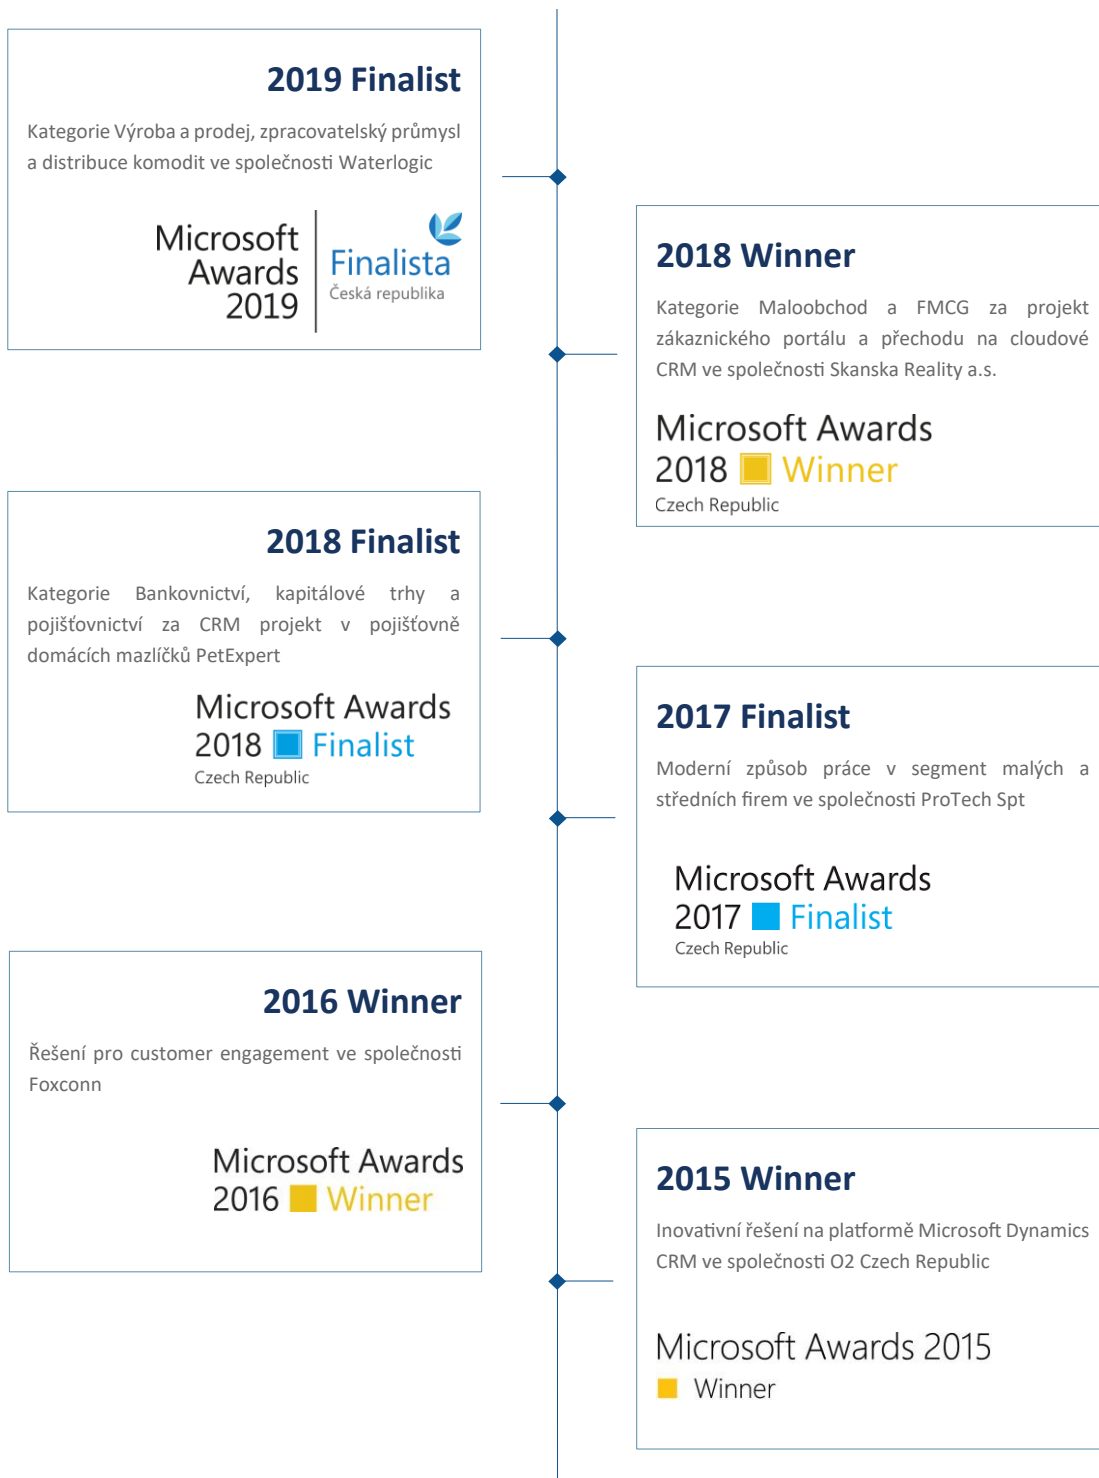 2019 Finalist
Kategorie Výroba a prodej, zpracovatelský průmysl
a distribuce komodit ve společnosti Waterlogic
Microsoft
Awards
2019
Finalista
Česká republika
2018 Winner
Kategorie Maloobchod a FMCG za projekt
zákaznického portálu a přechodu na cloudové
CRM ve společnosti Skanska Reality a.s.
Microsoft Awards
2018 Winner
Czech Republic
2018 Finalist
Kategorie Bankovnictví, kapitálové trhy a
pojišťovnictví za CRM projekt v pojišťovně
domácích mazlíčků PetExpert
Microsoft Awards
2018 Finalist
Czech Republic
2017 Finalist
Moderní způsob práce v segment malých a
středních firem ve společnosti ProTech Spt
Microsoft Awards
2017 Finalist
Czech Republic
2016 Winner
Řešení pro customer engagement ve společnosti
Foxconn
Microsoft Awards
2016 Winner
2015 Winner
Inovativní řešení na platformě Microsoft Dynamics
CRM ve společnosti O2 Czech Republic
Microsoft Awards 2015
Winner